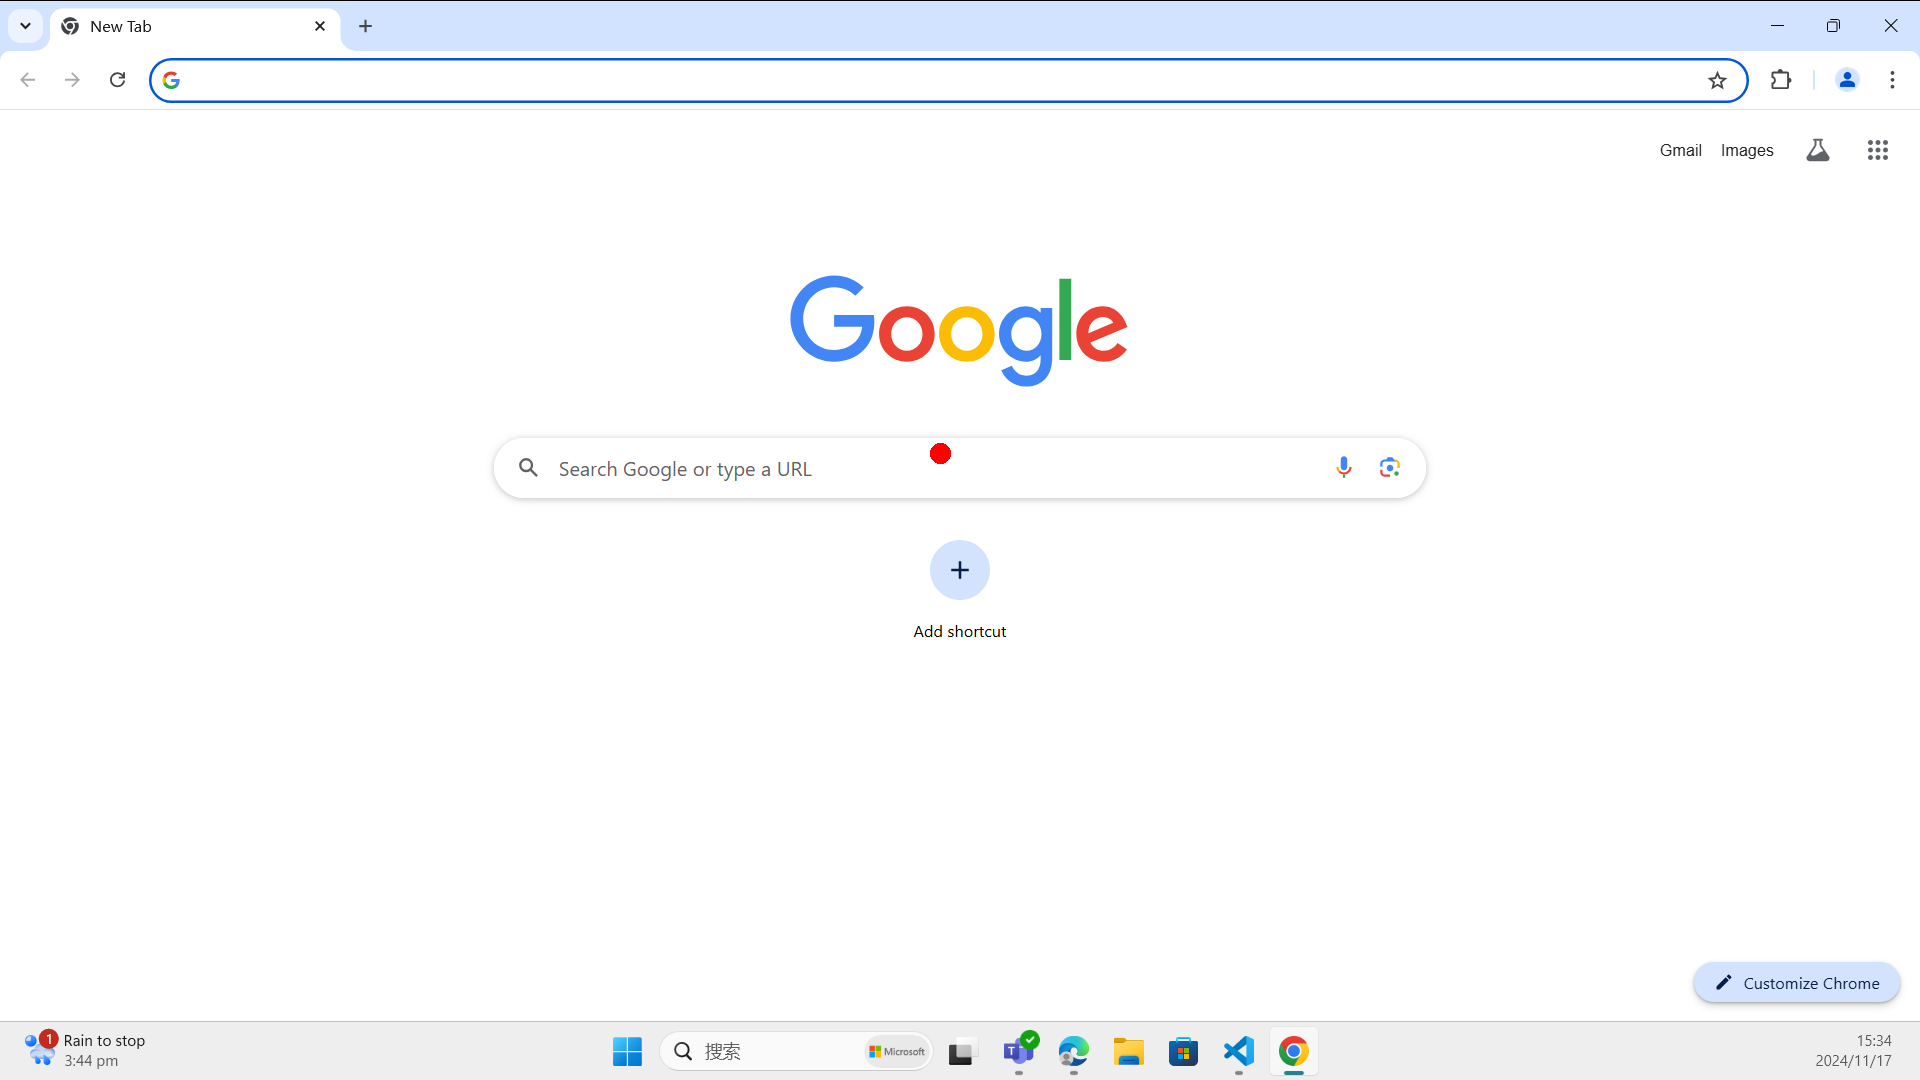 New Tab
Gmail Images
Google
Search Google or type a URL
Add shortcut
Customize Chrome
1
Rain to stop
3:44 pm
搜索
Microsoft
T
15:34
2024/11/17